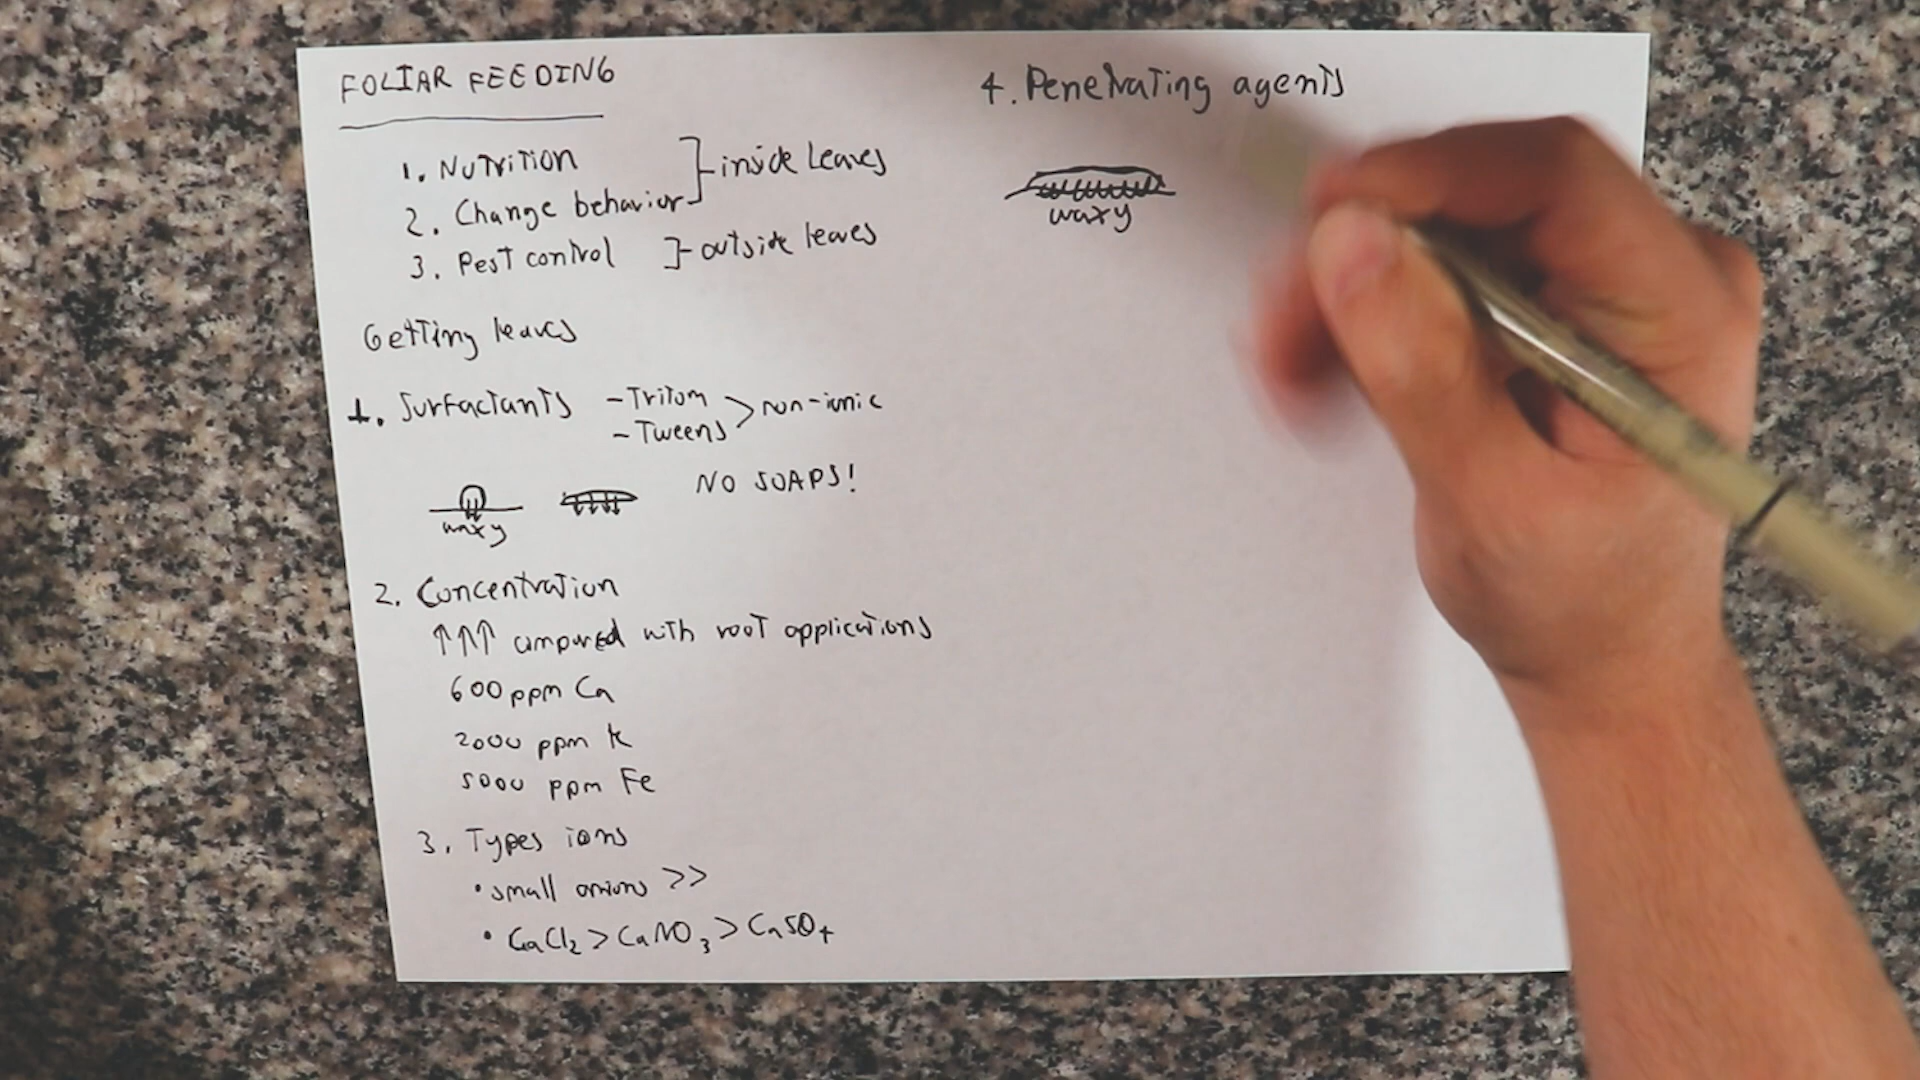 FOLIAR FEEDING
1. Nutrition
2. Change behavior
inside leaves
3. Pest control
outside leaves
Getting leaves
1. Surfactants
- Triton
- Tweens
non-ionic
NO SOAPS!
waxy
2. Concentration
↑↑↑ compared with root applications
600 ppm Ca
2000 ppm K
5000 ppm Fe
3. Types ions
• small anions >>
• CaCl2 > CaNO3 > CaSO4
4. Penetrating agents
waxy